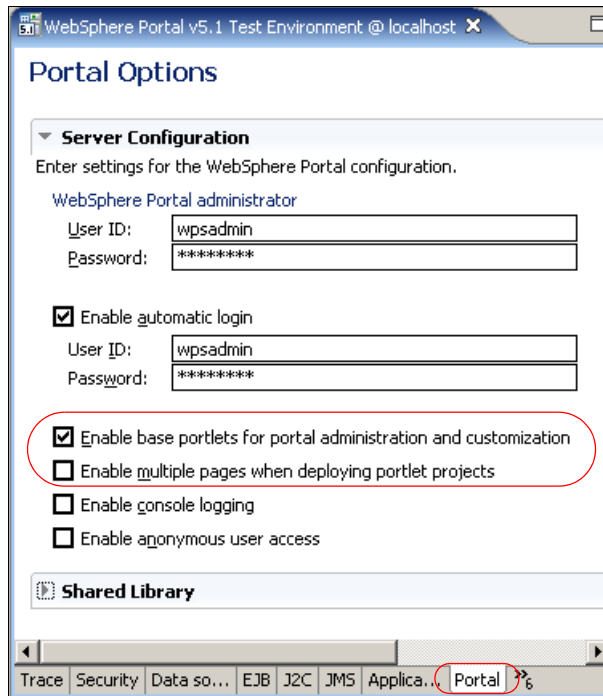 WebSphere Portal v5.1 Test Environment @ localhost
Portal Options
Server Configuration
Enter settings for the WebSphere Portal configuration.
WebSphere Portal administrator
User ID: wpsadmin
Password: ********
Enable automatic login
User ID: wpsadmin
Password: ********
Enable base portlets for portal administration and customization
Enable multiple pages when deploying portlet projects
Enable console logging
Enable anonymous user access
Shared Library
Trace Security Data so... EJB J2C JMS Applica... Portal »6